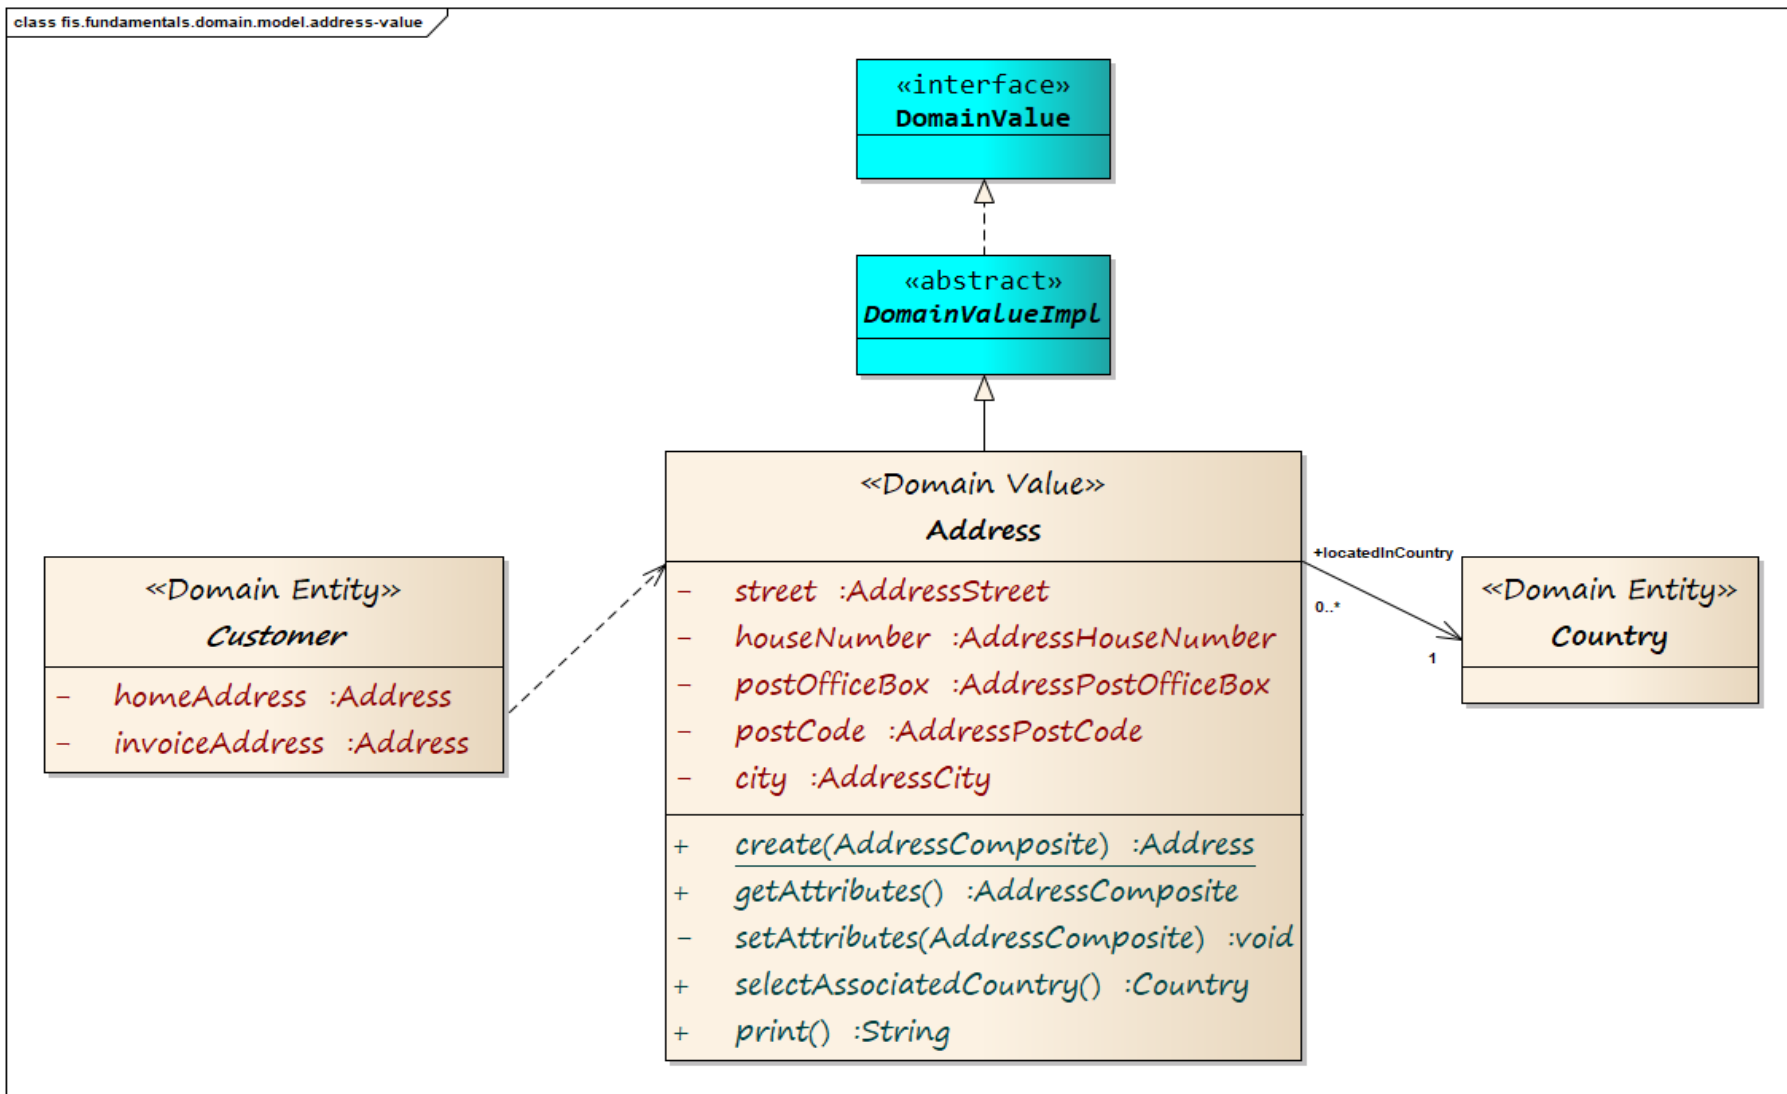 class fis.fundamentals.domain.model.address-value
«interface»
DomainValue
«abstract»
DomainValueImpl
«Domain Value»
Address
- street :AddressStreet
- houseNumber :AddressHouseNumber
- postOfficeBox :AddressPostOfficeBox
- postCode :AddressPostCode
- city :AddressCity
+ create(AddressComposite) :Address
+ getAttributes() :AddressComposite
- setAttributes(AddressComposite) :void
+ selectAssociatedCountry() :Country
+ print() :String
«Domain Entity»
Customer
- homeAddress :Address
- invoiceAddress :Address
+locatedInCountry
0..*
1
«Domain Entity»
Country